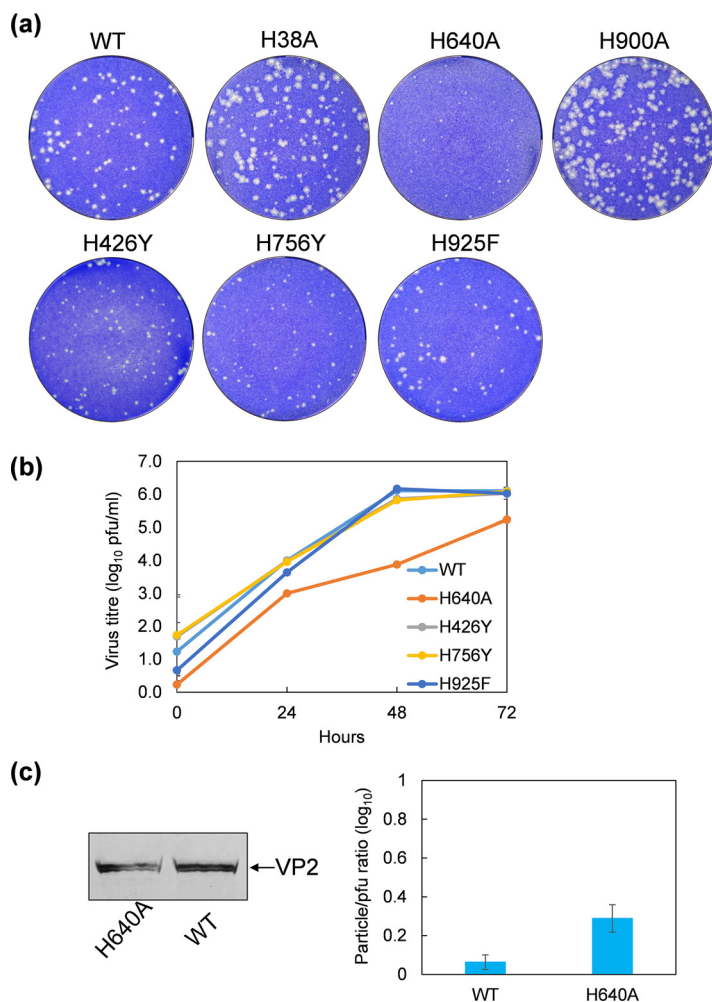 (a)
WT H38A H640A H900A
H426Y H756Y H925F
(b)
Virus titre (log10 pfu/ml)
7.0
6.0
5.0
4.0
3.0
2.0
1.0
0.0
WT
H640A
H426Y
H756Y
H925F
0 24 48 72
Hours
(c)
VP2
H640A WT
Particle/pfu ratio (log10)
1
0.8
0.6
0.4
0.2
0
WT H640A